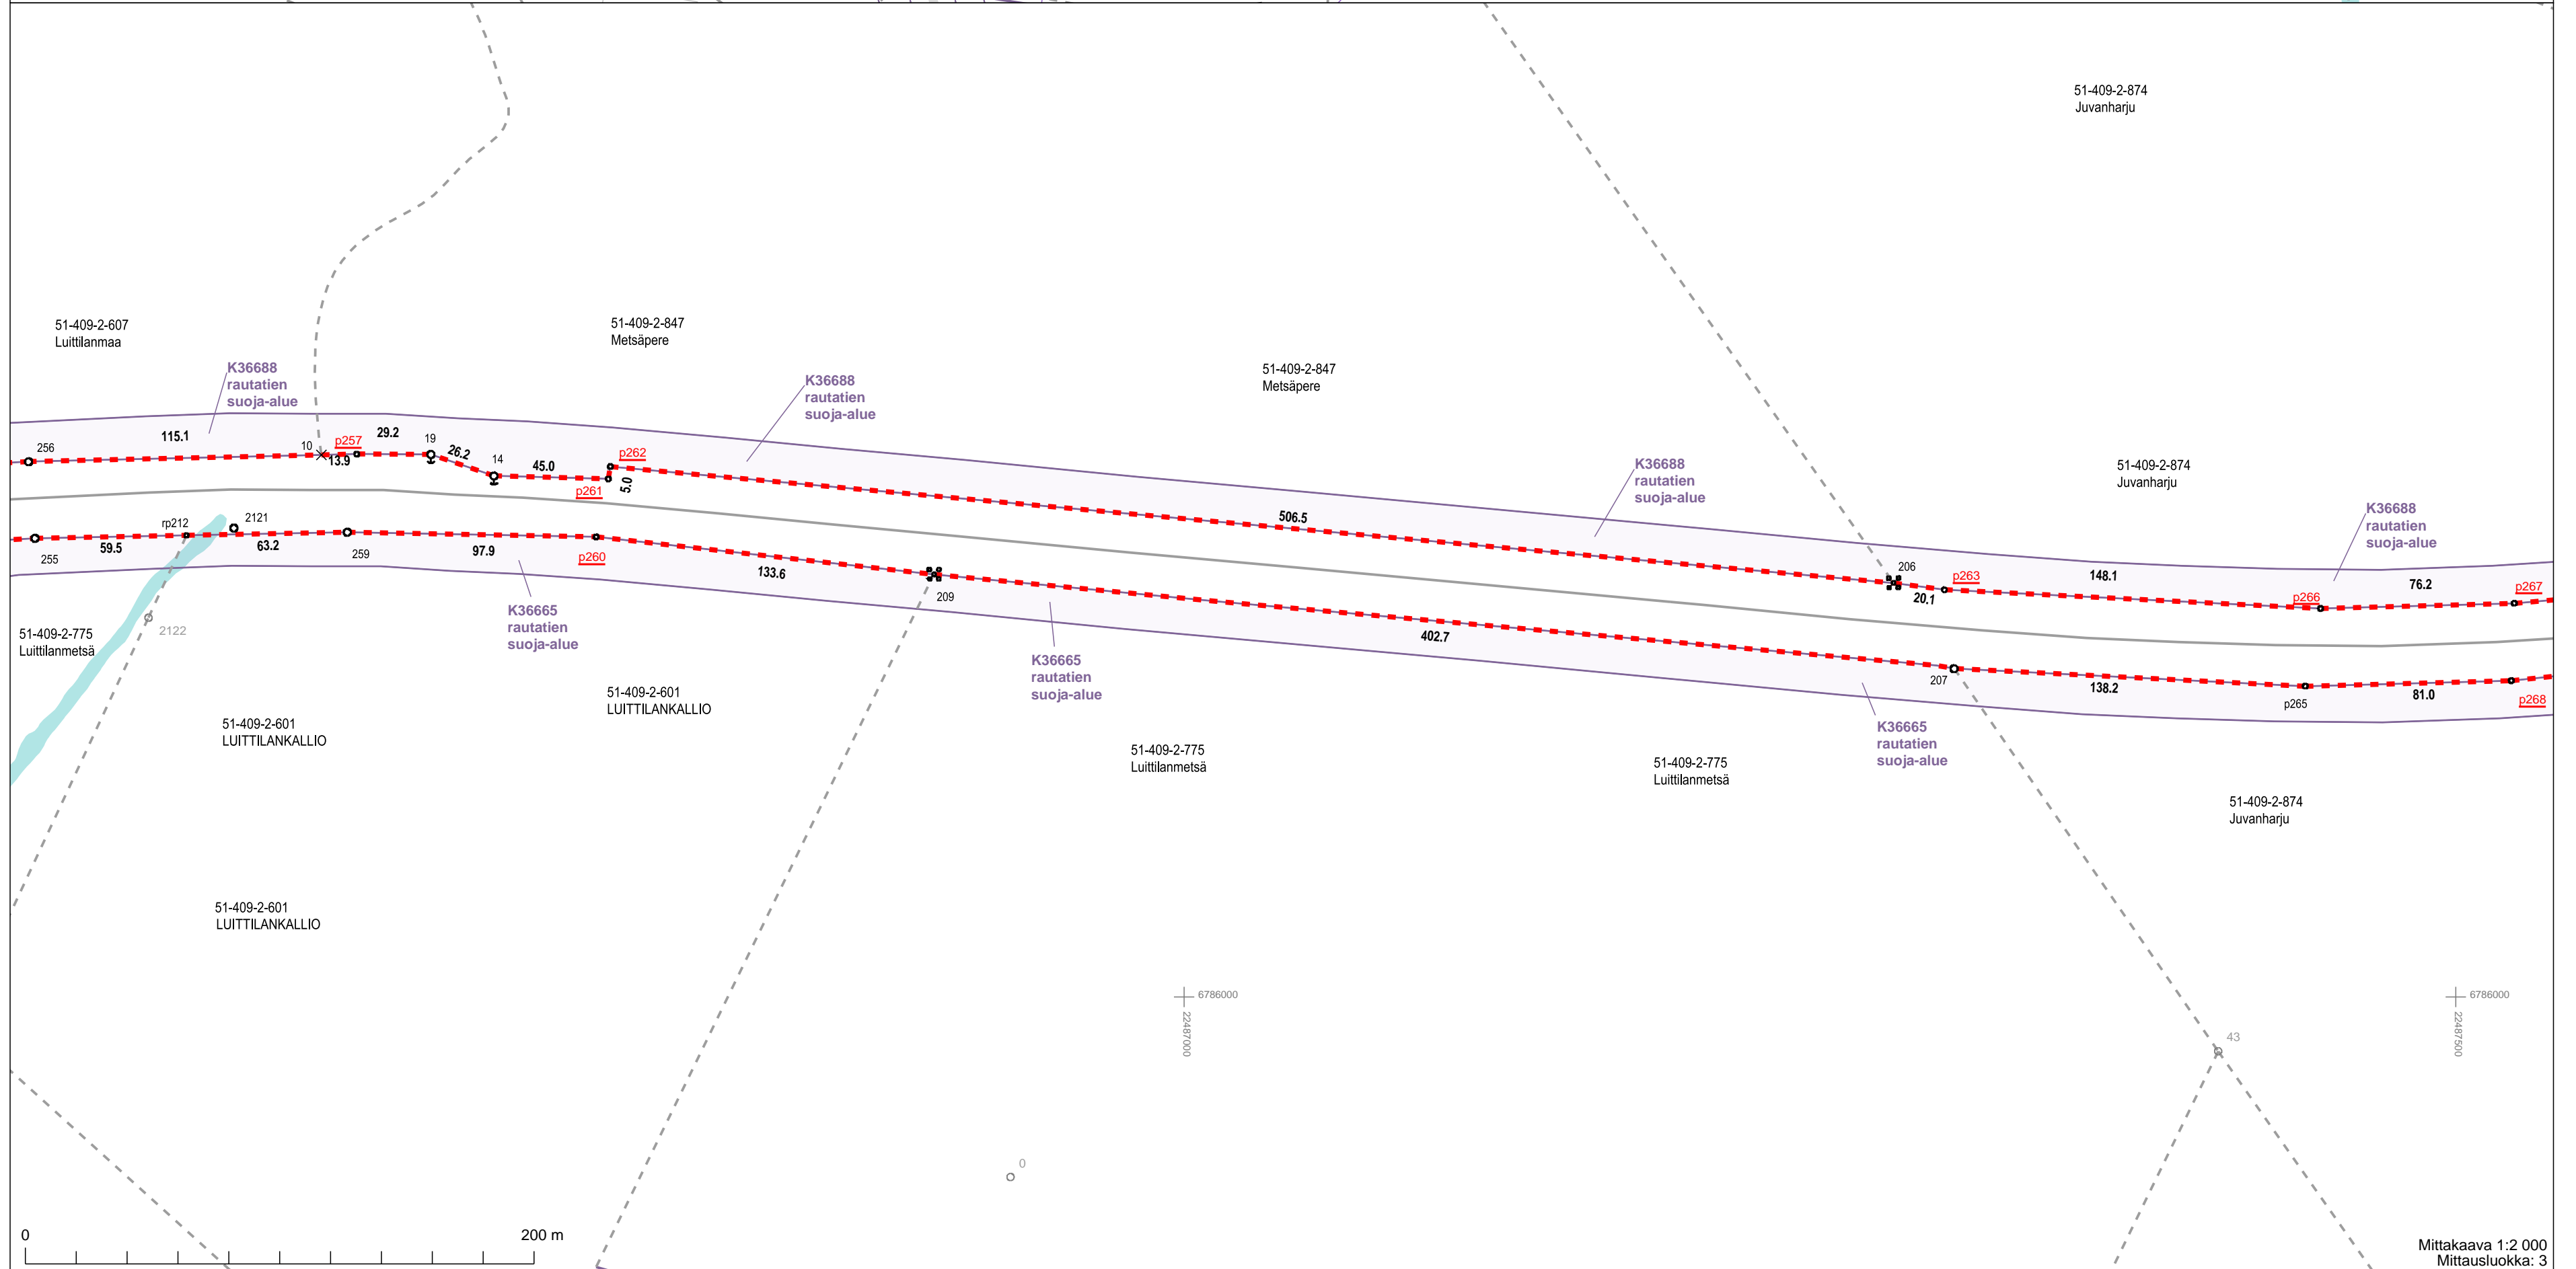 51-409-2-874
Juvanharju
51-409-2-607
Luittilanmaa
51-409-2-847
Metsäpere
K36688
rautatien
suoja-alue
K36688
rautatien
suoja-alue
51-409-2-847
Metsäpere
K36688
rautatien
suoja-alue
51-409-2-874
Juvanharju
K36688
rautatien
suoja-alue
256
115.1
10
13.9
p257
29.2
19
26.2
14
45.0
p261
5.0
p262
506.5
206
20.1
p263
148.1
p266
76.2
p267
255
59.5
rp212
2121
63.2
259
97.9
p260
133.6
209
402.7
207
138.2
p265
81.0
p268
2122
51-409-2-775
Luittilanmetsä
K36665
rautatien
suoja-alue
K36665
rautatien
suoja-alue
K36665
rautatien
suoja-alue
51-409-2-601
LUITTILANKALLIO
51-409-2-601
LUITTILANKALLIO
51-409-2-775
Luittilanmetsä
51-409-2-775
Luittilanmetsä
51-409-2-874
Juvanharju
51-409-2-601
LUITTILANKALLIO
6786000
22487000
6786000
22487500
43
0
0
200 m
Mittakaava 1:2 000
Mittausluokka: 3